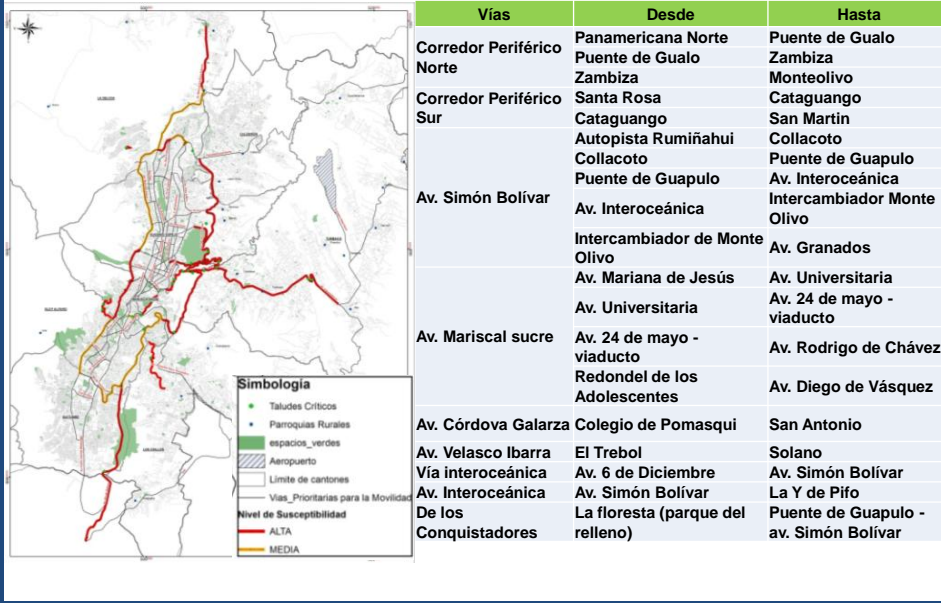 Vías Desde Hasta
Corredor Periférico Norte Panamericana Norte Puente de Gualo
Puente de Gualo Zambiza
Zambiza Monteolivo
Corredor Periférico Sur Santa Rosa Cataguango
Cataguango San Martin
Av. Simón Bolívar Autopista Rumiñahui Collacoto
Collacoto Puente de Guapulo
Puente de Guapulo Av. Interoceánica
Av. Interoceánica Intercambiador Monte Olivo
Intercambiador de Monte Olivo Av. Granados
Av. Mariscal sucre Av. Mariana de Jesús Av. Universitaria
Av. Universitaria Av. 24 de mayo - viaducto
Av. 24 de mayo - viaducto Av. Rodrigo de Chávez
Redondel de los Adolescentes Av. Diego de Vásquez
Av. Córdova Galarza Colegio de Pomasqui San Antonio
Av. Velasco Ibarra El Trebol Solano
Vía interoceánica Av. 6 de Diciembre Av. Simón Bolívar
Av. Interoceánica Av. Simón Bolívar La Y de Pifo
De los Conquistadores La floresta (parque del relleno) Puente de Guapulo - av. Simón Bolívar
Simbología
Taludes Críticos
Parroquias Rurales
espacios_verdes
Aeropuerto
Límite de cantones
Vias_Prioritarias para la Movilidad
Nivel de Susceptibilidad
ALTA
MEDIA